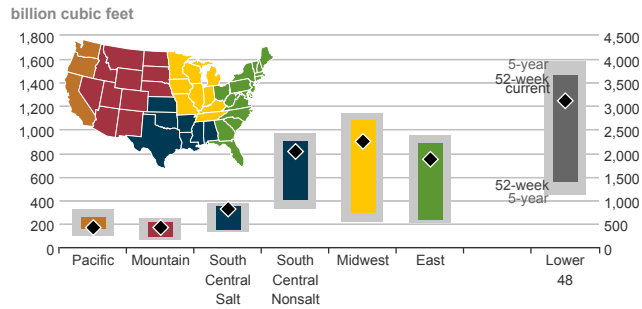 billion cubic feet
1,800
1,600
1,400
1,200
1,000
800
600
400
200
0
4,500
4,000
3,500
3,000
2,500
2,000
1,500
1,000
500
0
5-year
52-week
current
52-week
5-year
Pacific
Mountain
South
Central
Salt
South
Central
Nonsalt
Midwest
East
Lower
48